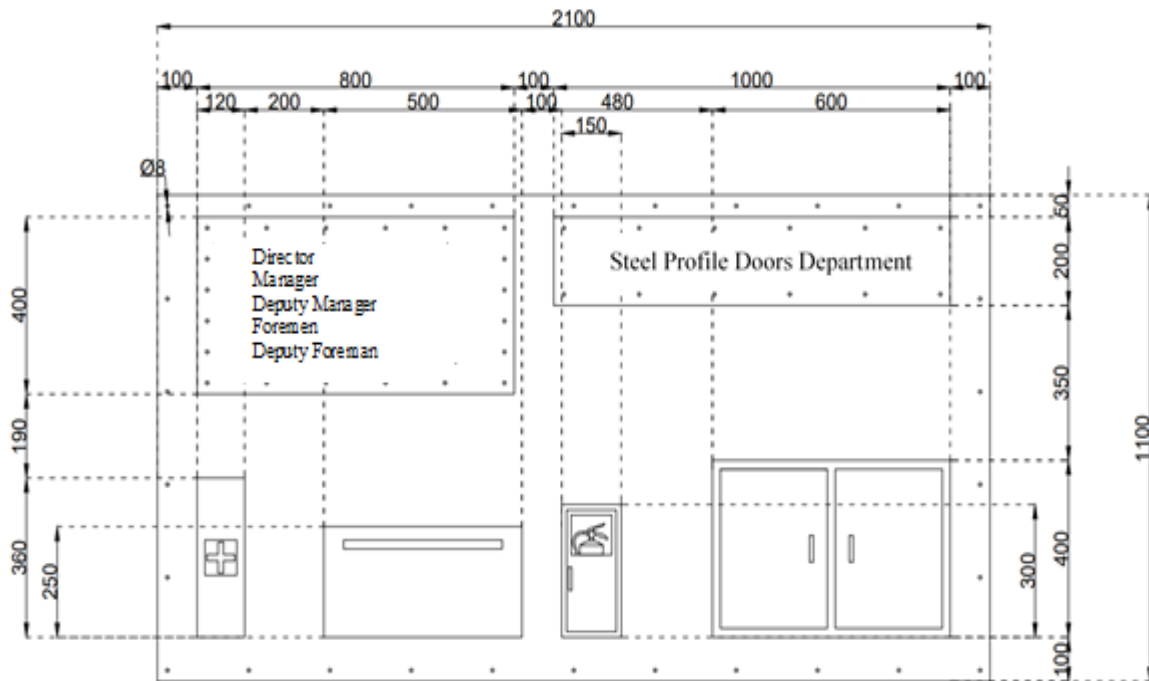 2100
100 800 100 1000 100
120 200 500 100 480 600
150
Ø8
50
200
350
400
100
1100
300
400
190
360
250
Director
Manager
Deputy Manager
Foremen
Deputy Foreman
Steel Profile Doors Department